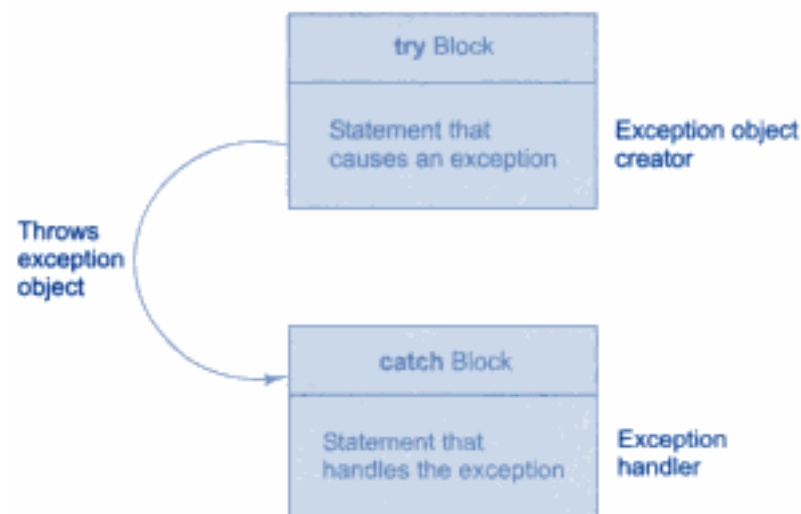 try Block
Statement that
causes an exception
Exception object
creator
Throws
exception
object
catch Block
Statement that
handles the exception
Exception
handler